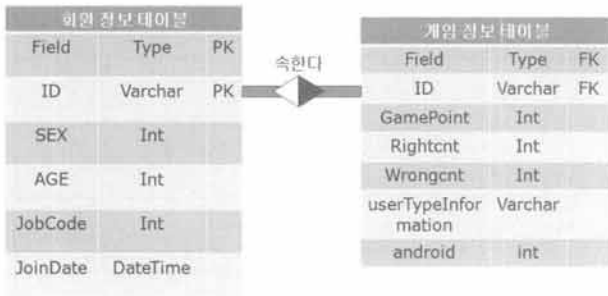 회원 정보 테이블
Field Type PK
ID Varchar PK
SEX Int
AGE Int
JobCode Int
JoinDate DateTime
속한다
게임 정보 테이블
Field Type FK
ID Varchar FK
GamePoint Int
Rightcnt Int
Wrongcnt Int
userTypeInfor
mation Varchar
android int